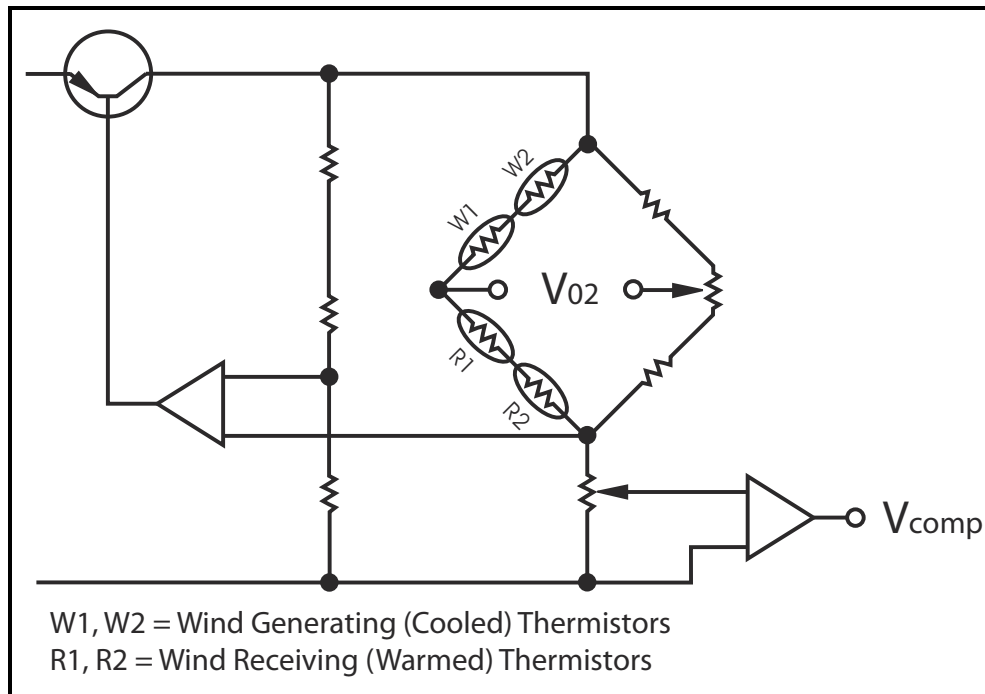 W2
W1
V02
R1
R2
Vcomp
W1, W2 = Wind Generating (Cooled) Thermistors
R1, R2 = Wind Receiving (Warmed) Thermistors